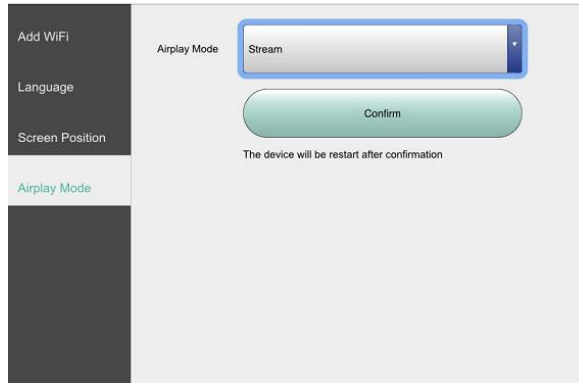 Add WiFi
Airplay Mode
Stream
Language
Confirm
Screen Position
The device will be restart after confirmation
Airplay Mode